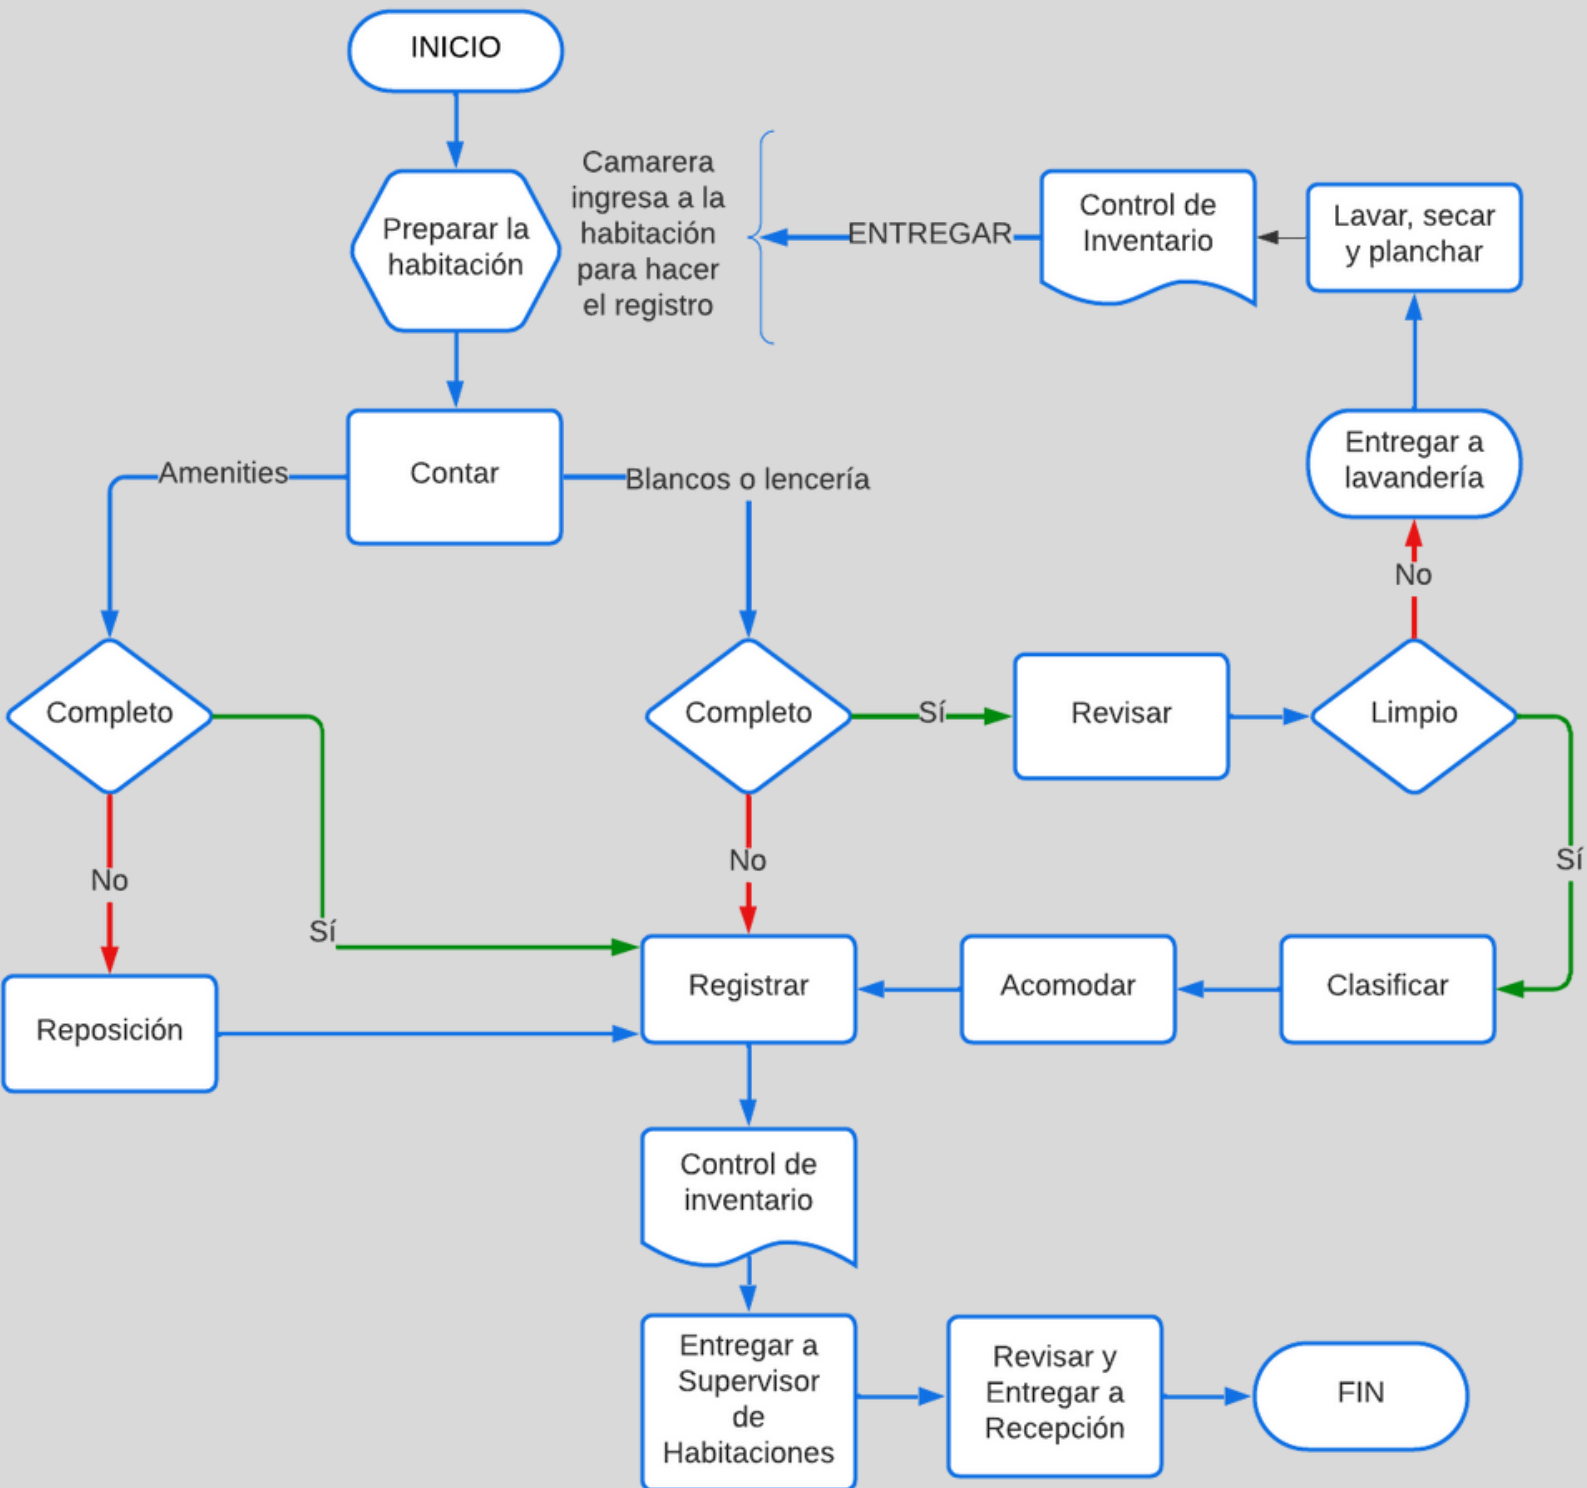 INICIO
Preparar la
habitación
Camarera
ingresa a la
habitación
para hacer
el registro
ENTREGAR
Control de
Inventario
Lavar, secar
y planchar
Amenities
Contar
Blancos o lencería
Entregar a
lavandería
No
Completo
Completo
Sí
Revisar
Limpio
No
No
Sí
Sí
Reposición
Registrar
Acomodar
Clasificar
Control de
inventario
Entregar a
Supervisor
de
Habitaciones
Revisar y
Entregar a
Recepción
FIN